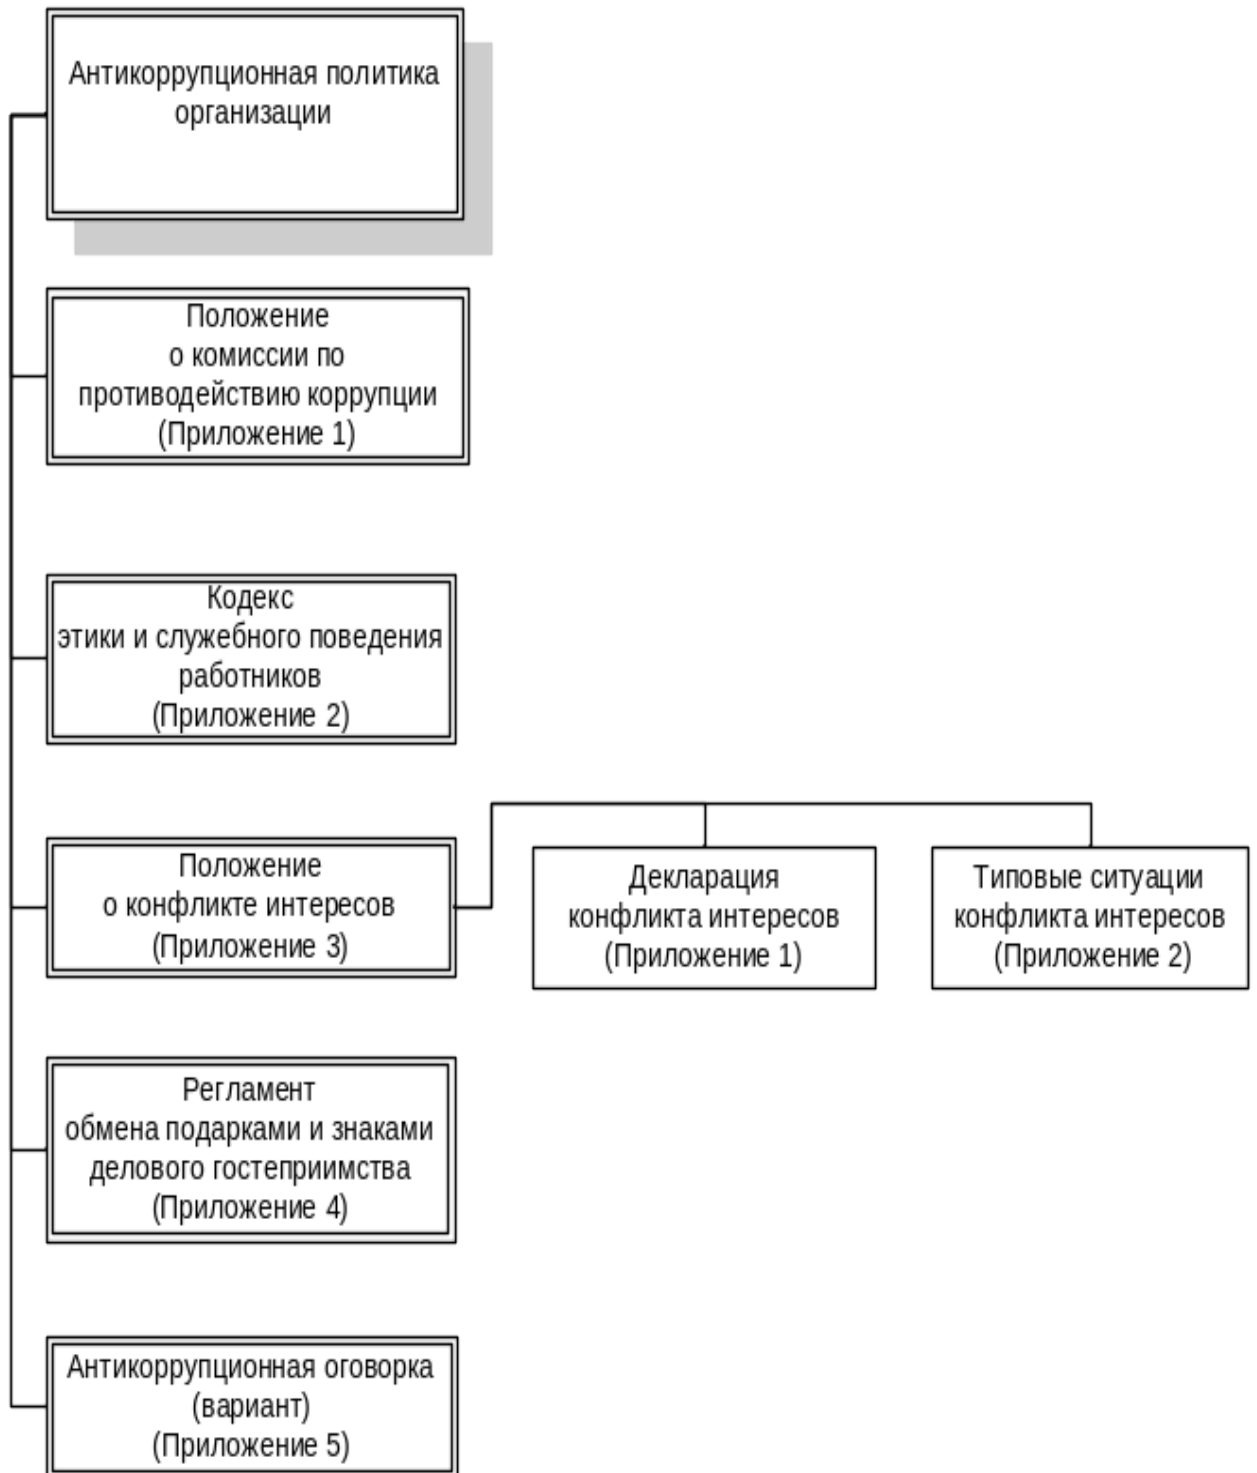 Антикоррупционная политика
организации
Положение
о комиссии по
противодействию коррупции
(Приложение 1)
Кодекс
этики и служебного поведения
работников
(Приложение 2)
Положение
о конфликте интересов
(Приложение 3)
Декларация
конфликта интересов
(Приложение 1)
Типовые ситуации
конфликта интересов
(Приложение 2)
Регламент
обмена подарками и знаками
делового гостеприимства
(Приложение 4)
Антикоррупционная оговорка
(вариант)
(Приложение 5)